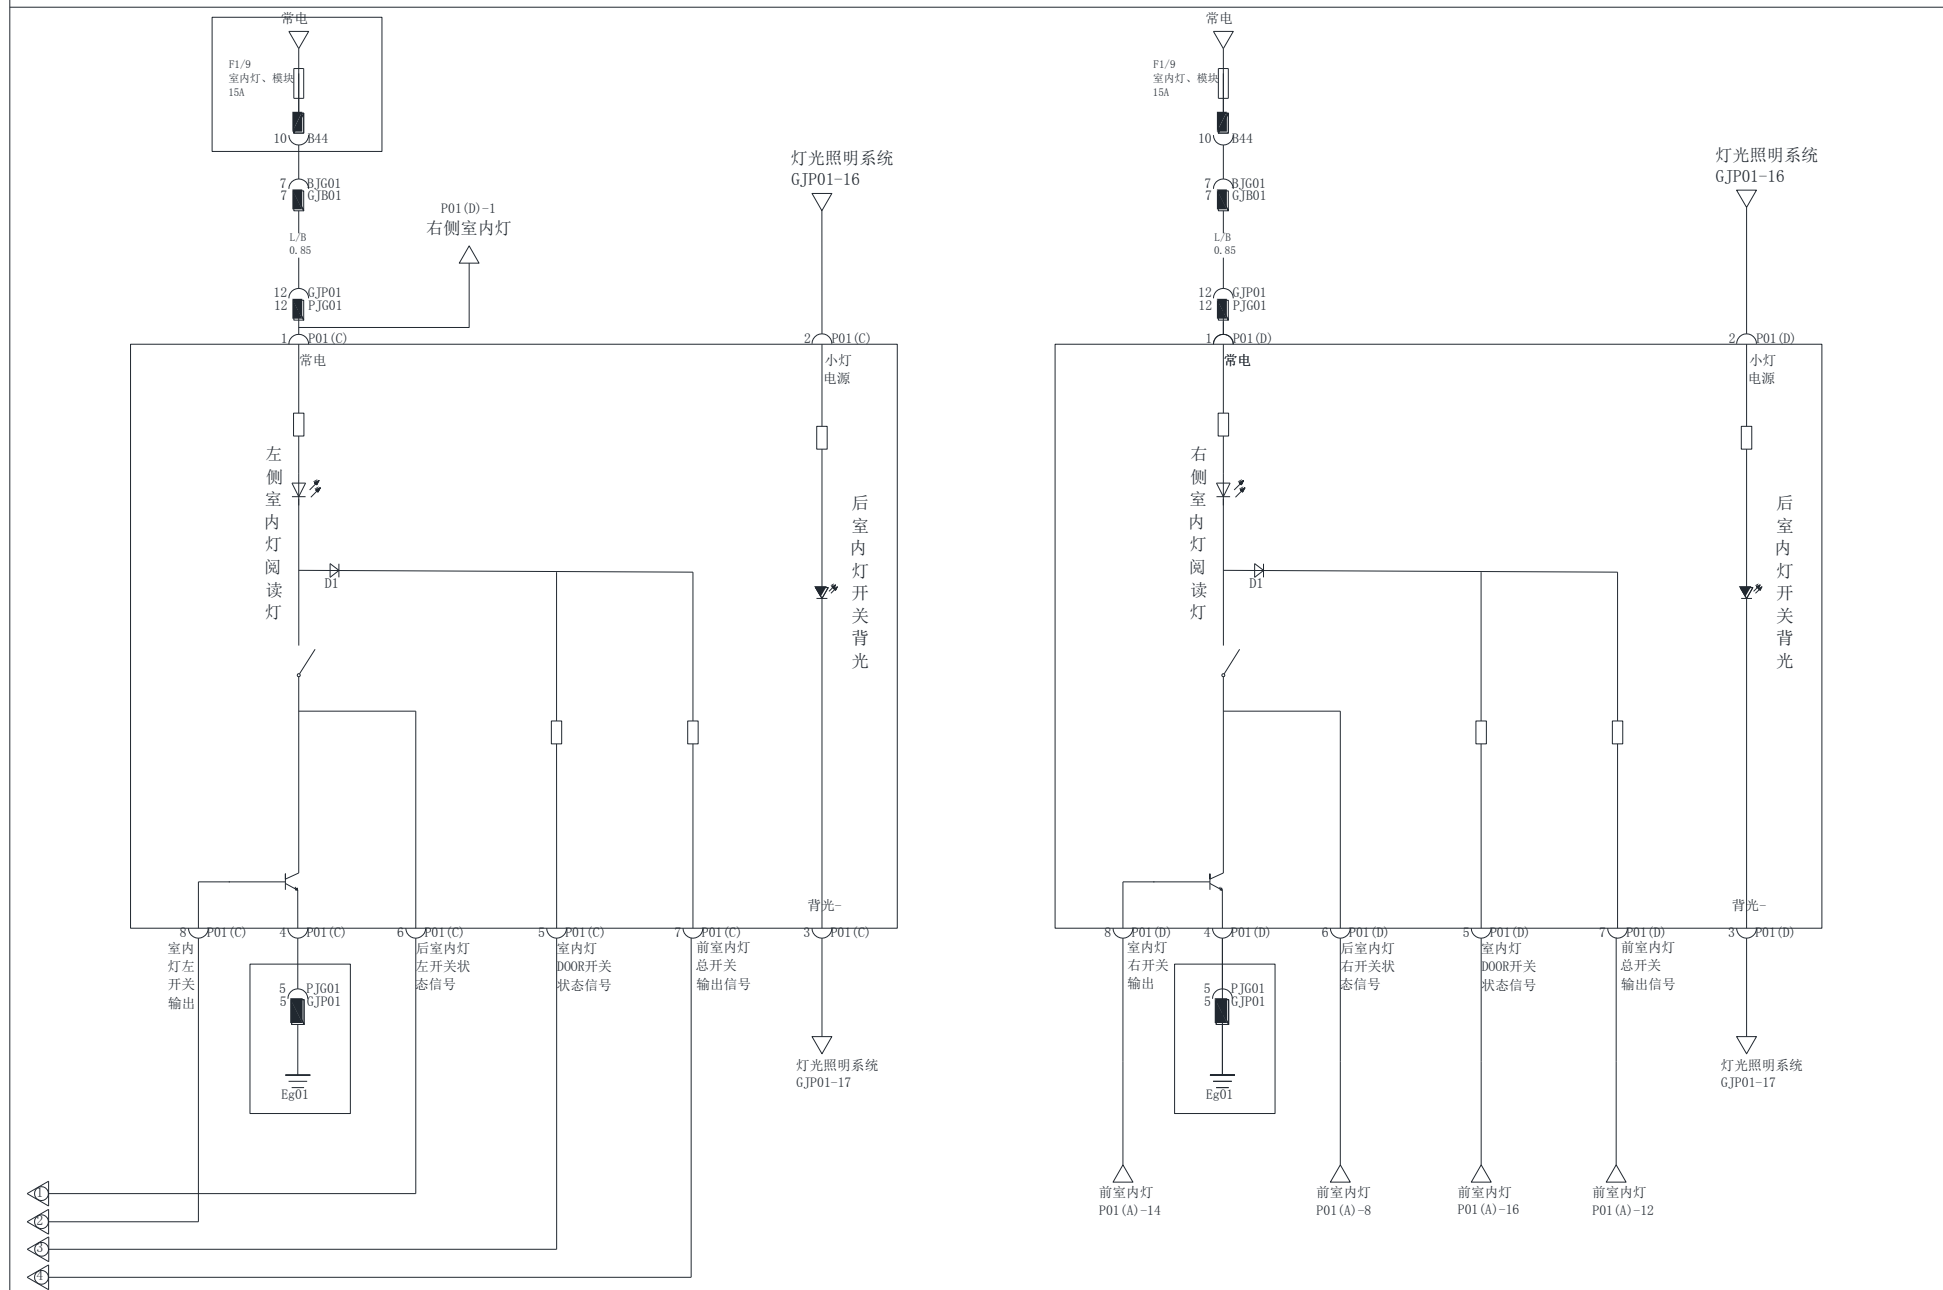 常电
F1/9
室内灯、模块
15A
10 B44
7 BJG01
7 GJB01
L/B
0.85
12 GJP01
12 PJG01
P01(D)-1
右侧室内灯
灯光照明系统
GJP01-16
1 P01(C)
常电
2 P01(C)
小灯
电源
左侧室内灯阅读灯
D1
后室内灯开关背光
背光-
8 P01(C)
室内
灯左
开关
输出
4 P01(C)
5 PJG01
5 GJP01
Eg01
6 P01(C)
后室内灯
左开关状
态信号
5 P01(C)
室内灯
DOOR开关
状态信号
7 P01(C)
前室内灯
总开关
输出信号
3 P01(C)
灯光照明系统
GJP01-17
1
2
3
4
常电
F1/9
室内灯、模块
15A
10 B44
7 BJG01
7 GJB01
L/B
0.85
12 GJP01
12 PJG01
灯光照明系统
GJP01-16
1 P01(D)
常电
2 P01(D)
小灯
电源
右侧室内灯阅读灯
D1
后室内灯开关背光
背光-
8 P01(D)
室内灯
右开关
输出
4 P01(D)
5 PJG01
5 GJP01
Eg01
6 P01(D)
后室内灯
右开关状
态信号
5 P01(D)
室内灯
DOOR开关
状态信号
7 P01(D)
前室内灯
总开关
输出信号
3 P01(D)
灯光照明系统
GJP01-17
前室内灯
P01(A)-14
前室内灯
P01(A)-8
前室内灯
P01(A)-16
前室内灯
P01(A)-12